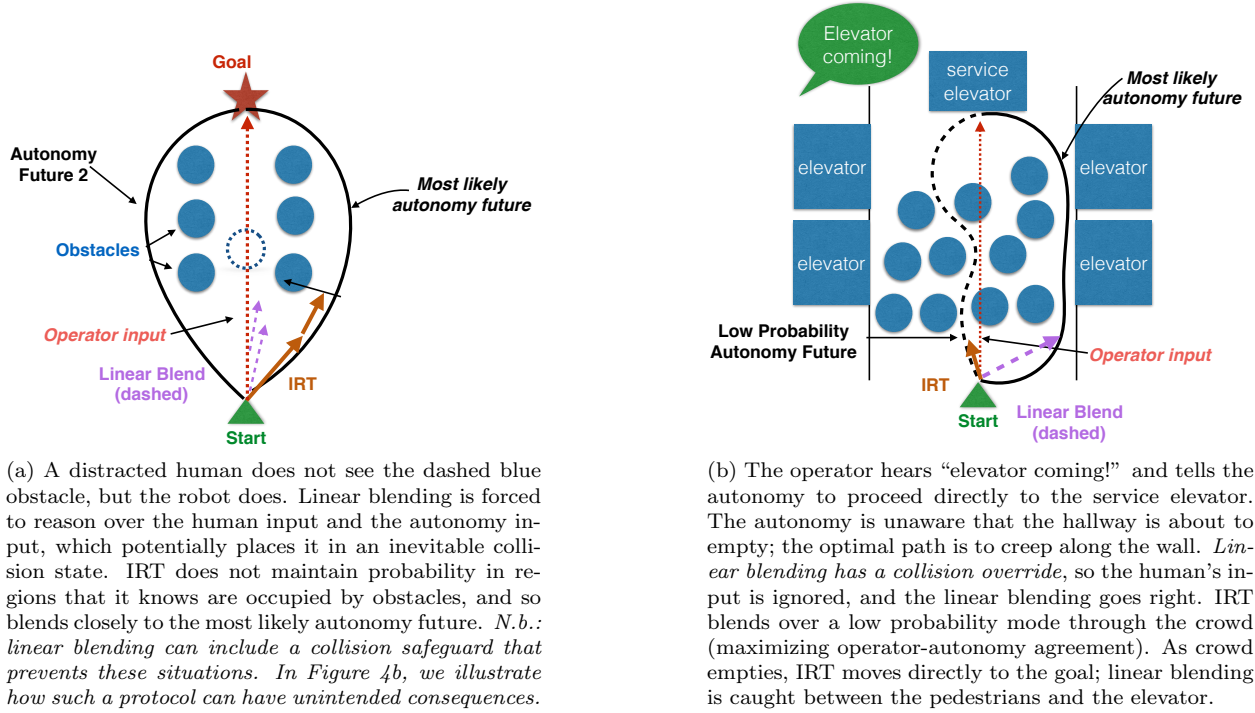 Goal
Autonomy
Future 2
Most likely
autonomy future
Obstacles
Operator input
Linear Blend
(dashed)
IRT
Start
(a) A distracted human does not see the dashed blue
obstacle, but the robot does. Linear blending is forced
to reason over the human input and the autonomy in-
put, which potentially places it in an inevitable colli-
sion state. IRT does not maintain probability in re-
gions that it knows are occupied by obstacles, and so
blends closely to the most likely autonomy future. N.b.:
linear blending can include a collision safeguard that
prevents these situations. In Figure 4b, we illustrate
how such a protocol can have unintended consequences.
Elevator
coming!
service
elevator
Most likely
autonomy future
elevator
elevator
elevator
elevator
Low Probability
Autonomy Future
Operator input
IRT
Start
Linear Blend
(dashed)
(b) The operator hears “elevator coming!” and tells the
autonomy to proceed directly to the service elevator.
The autonomy is unaware that the hallway is about to
empty; the optimal path is to creep along the wall. Lin-
ear blending has a collision override, so the human’s in-
put is ignored, and the linear blending goes right. IRT
blends over a low probability mode through the crowd
(maximizing operator-autonomy agreement). As crowd
empties, IRT moves directly to the goal; linear blending
is caught between the pedestrians and the elevator.